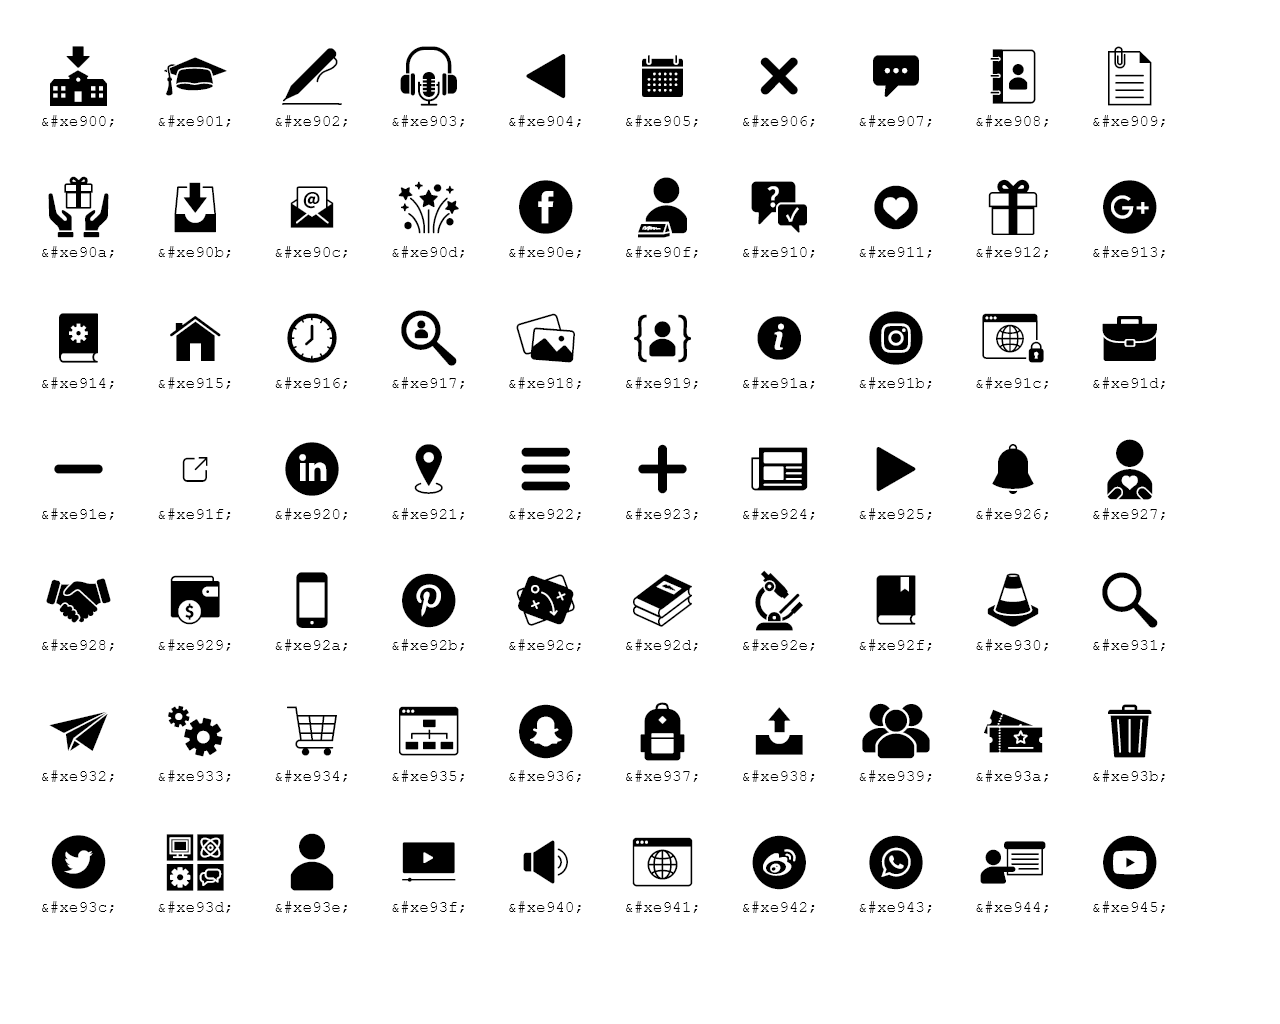 &#xe900; &#xe901; &#xe902; &#xe903; &#xe904; &#xe905; &#xe906; &#xe907; &#xe908; &#xe909;
&#xe90a; &#xe90b; &#xe90c; &#xe90d; &#xe90e; &#xe90f; &#xe910; &#xe911; &#xe912; &#xe913;
&#xe914; &#xe915; &#xe916; &#xe917; &#xe918; &#xe919; &#xe91a; &#xe91b; &#xe91c; &#xe91d;
&#xe91e; &#xe91f; &#xe920; &#xe921; &#xe922; &#xe923; &#xe924; &#xe925; &#xe926; &#xe927;
&#xe928; &#xe929; &#xe92a; &#xe92b; &#xe92c; &#xe92d; &#xe92e; &#xe92f; &#xe930; &#xe931;
&#xe932; &#xe933; &#xe934; &#xe935; &#xe936; &#xe937; &#xe938; &#xe939; &#xe93a; &#xe93b;
&#xe93c; &#xe93d; &#xe93e; &#xe93f; &#xe940; &#xe941; &#xe942; &#xe943; &#xe944; &#xe945;